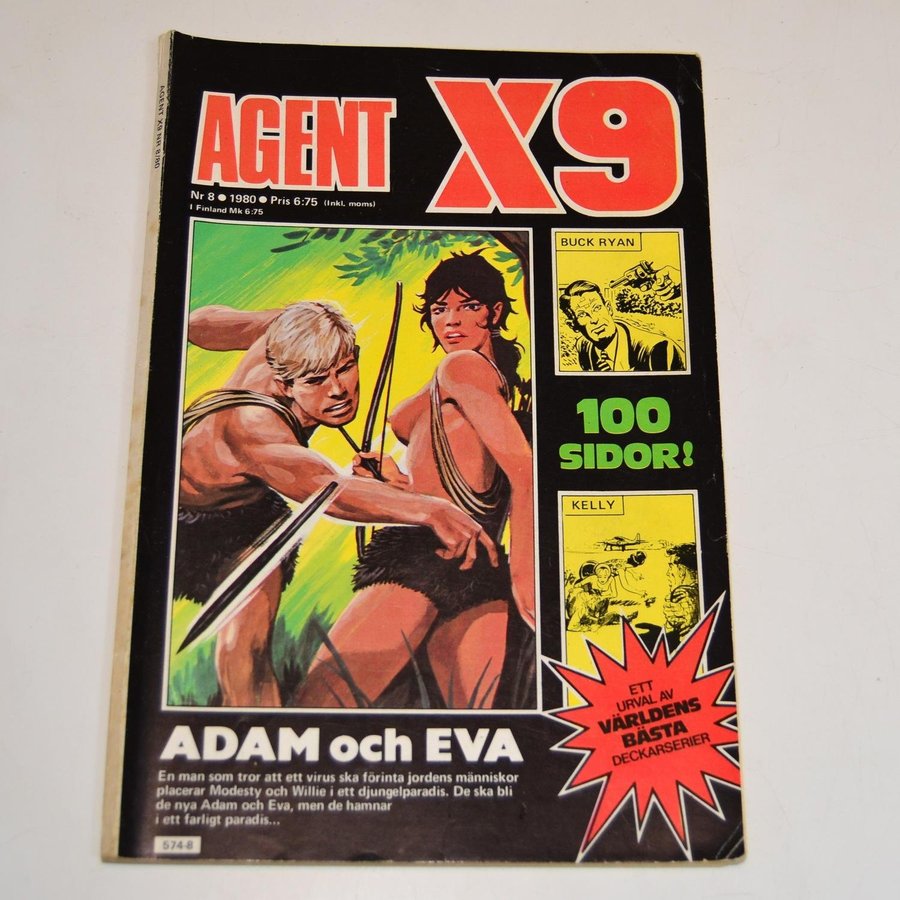 AGENT X9 NR 8/80
AGENT X9
Nr 8 ● 1980 ● Pris 6:75 (Inkl. moms)
I Finland Mk 6:75
BUCK RYAN
100
SIDOR!
KELLY
ETT
URVAL AV
VÄRLDENS
BÄSTA
DECKARSERIER
ADAM och EVA
En man som tror att ett virus ska förinta jordens människor
placerar Modesty och Willie i ett djungelparadis. De ska bli
de nya Adam och Eva, men de hamnar
i ett farligt paradis...
574-8